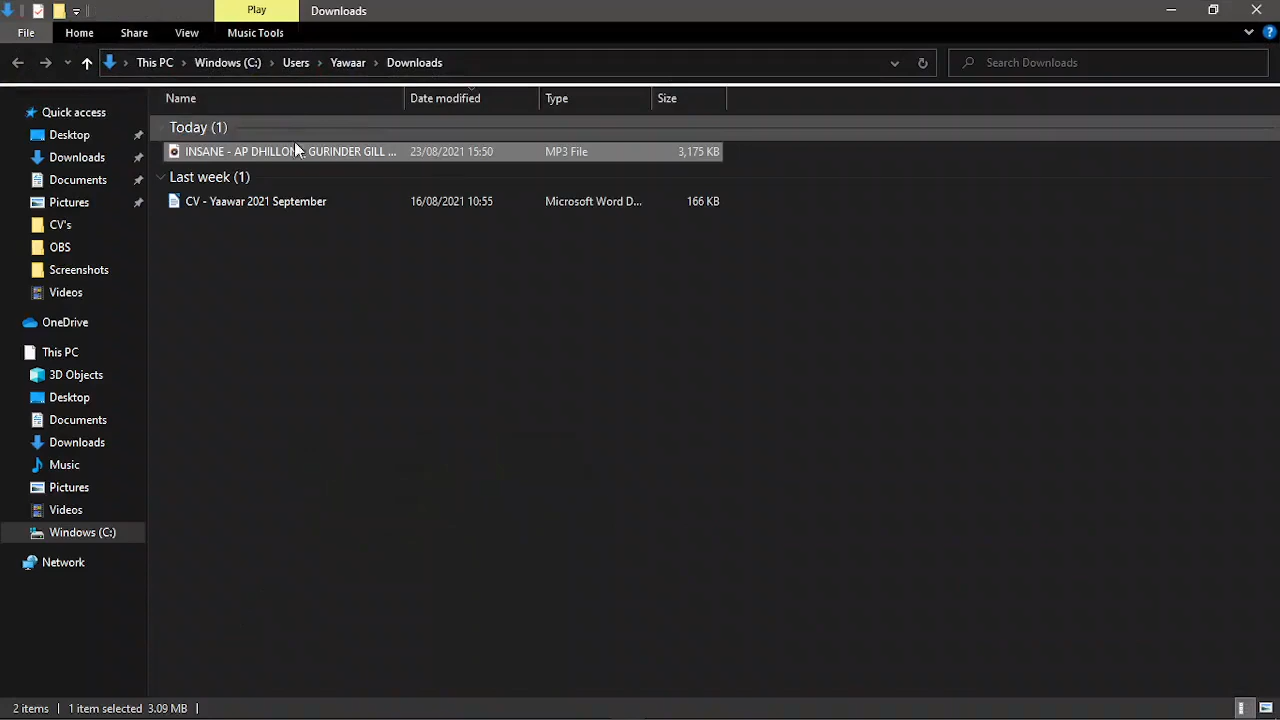 Play
Downloads
File
Home
Share
View
Music Tools
This PC
Windows (C:)
Users
Yawaar
Downloads
Search Downloads
Name
Date modified
Type
Size
Quick access
Desktop
Downloads
Documents
Pictures
CV's
OBS
Screenshots
Videos
OneDrive
This PC
3D Objects
Desktop
Documents
Downloads
Music
Pictures
Videos
Windows (C:)
Network
Today (1)
INSANE - AP DHILLON GURINDER GILL ...
23/08/2021 15:50
MP3 File
3,175 KB
Last week (1)
CV - Yaawar 2021 September
16/08/2021 10:55
Microsoft Word D...
166 KB
2 items
1 item selected 3.09 MB